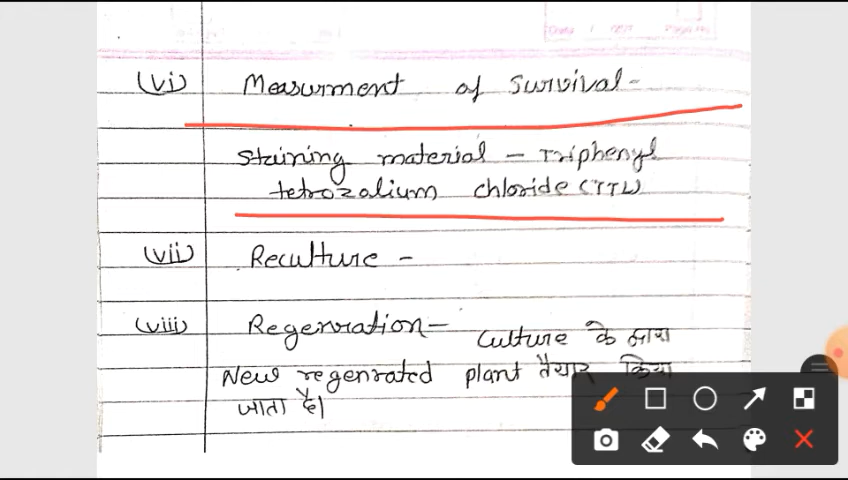 (vi) Measurment of Survival -
Staining material - Triphenyl
tetrozalium chloride (TTC)
(vii) Reculture -
(viii) Regenration - Culture के द्वारा
New regenrated plant तैयार किया
जाता है।